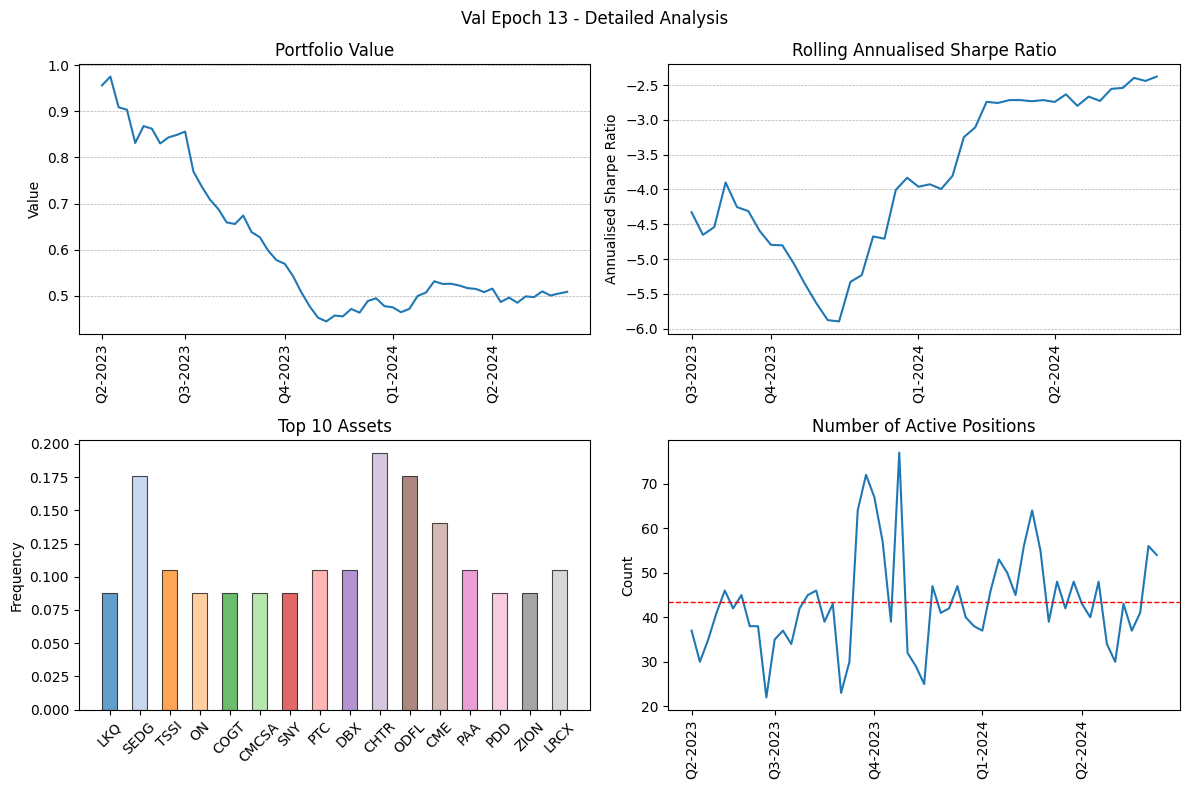 Val Epoch 13 - Detailed Analysis
Portfolio Value
Value
1.0
0.9
0.8
0.7
0.6
0.5
Q2-2023
Q3-2023
Q4-2023
Q1-2024
Q2-2024
Rolling Annualised Sharpe Ratio
Annualised Sharpe Ratio
−2.5
−3.0
−3.5
−4.0
−4.5
−5.0
−5.5
−6.0
Q3-2023
Q4-2023
Q1-2024
Q2-2024
Top 10 Assets
Frequency
0.200
0.175
0.150
0.125
0.100
0.075
0.050
0.025
0.000
LKQ
SEDG
TSSI
ON
COGT
CMCSA
SNY
PTC
DBX
CHTR
ODFL
CME
PAA
PDD
ZION
LRCX
Number of Active Positions
Count
70
60
50
40
30
20
Q2-2023
Q3-2023
Q4-2023
Q1-2024
Q2-2024